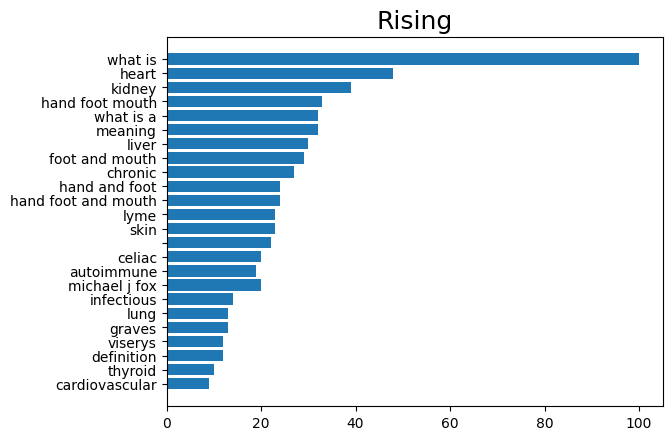 Rising
what is
heart
kidney
hand foot mouth
what is a
meaning
liver
foot and mouth
chronic
hand and foot
hand foot and mouth
lyme
skin
celiac
autoimmune
michael j fox
infectious
lung
graves
viserys
definition
thyroid
cardiovascular
0 20 40 60 80 100